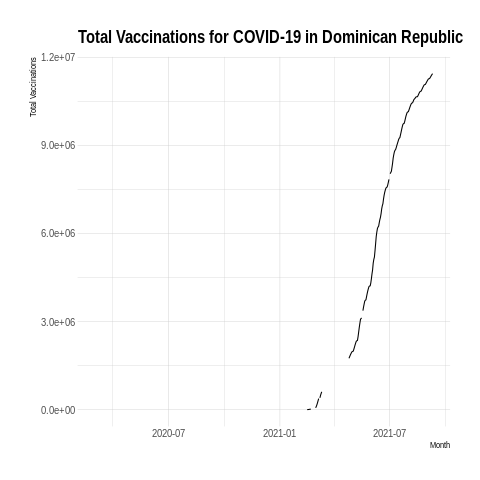 Total Vaccinations for COVID-19 in Dominican Republic
Total Vaccinations
1.2e+07
9.0e+06
6.0e+06
3.0e+06
0.0e+00
2020-07 2021-01 2021-07
Month